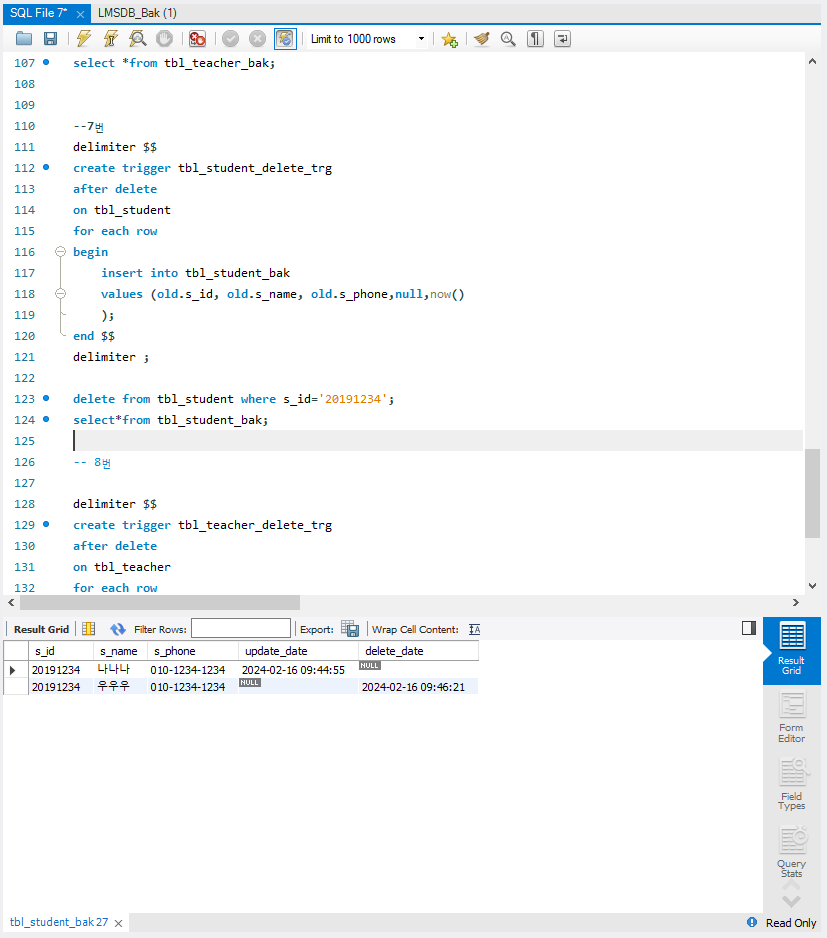 SQL File 7*
LMSDB_Bak (1)
Limit to 1000 rows
107 select *from tbl_teacher_bak;
108
109
110 --7번
111 delimiter $$
112 create trigger tbl_student_delete_trg
113 after delete
114 on tbl_student
115 for each row
116 begin
117 insert into tbl_student_bak
118 values (old.s_id, old.s_name, old.s_phone,null,now()
119 );
120 end $$
121 delimiter ;
122
123 delete from tbl_student where s_id='20191234';
124 select*from tbl_student_bak;
125
126 -- 8번
127
128 delimiter $$
129 create trigger tbl_teacher_delete_trg
130 after delete
131 on tbl_teacher
132 for each row
Result Grid Filter Rows: Export: Wrap Cell Content: IA
s_id s_name s_phone update_date delete_date
20191234 나나나 010-1234-1234 2024-02-16 09:44:55 NULL
20191234 우우우 010-1234-1234 NULL 2024-02-16 09:46:21
Result
Grid
Form
Editor
Field
Types
Query
Stats
tbl_student_bak 27
Read Only